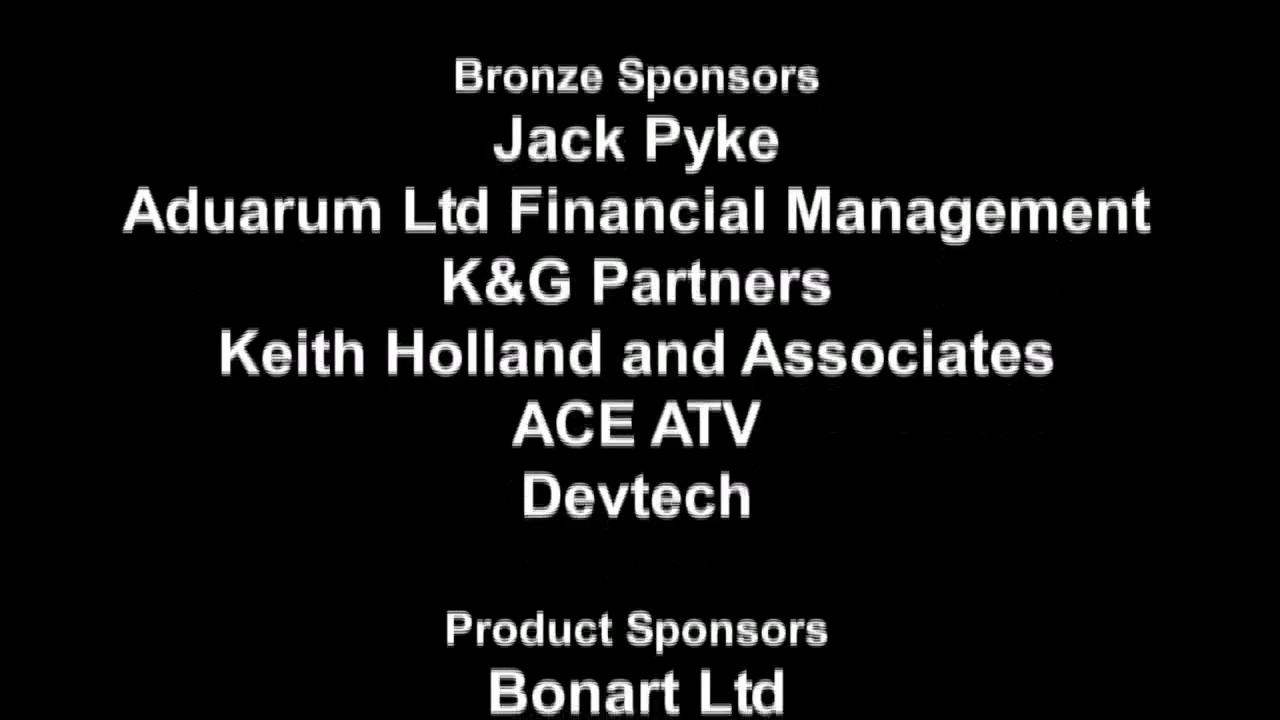 Bronze Sponsors
Jack Pyke
Aduarum Ltd Financial Management
K&G Partners
Keith Holland and Associates
ACE ATV
Devtech
Product Sponsors
Bonart Ltd